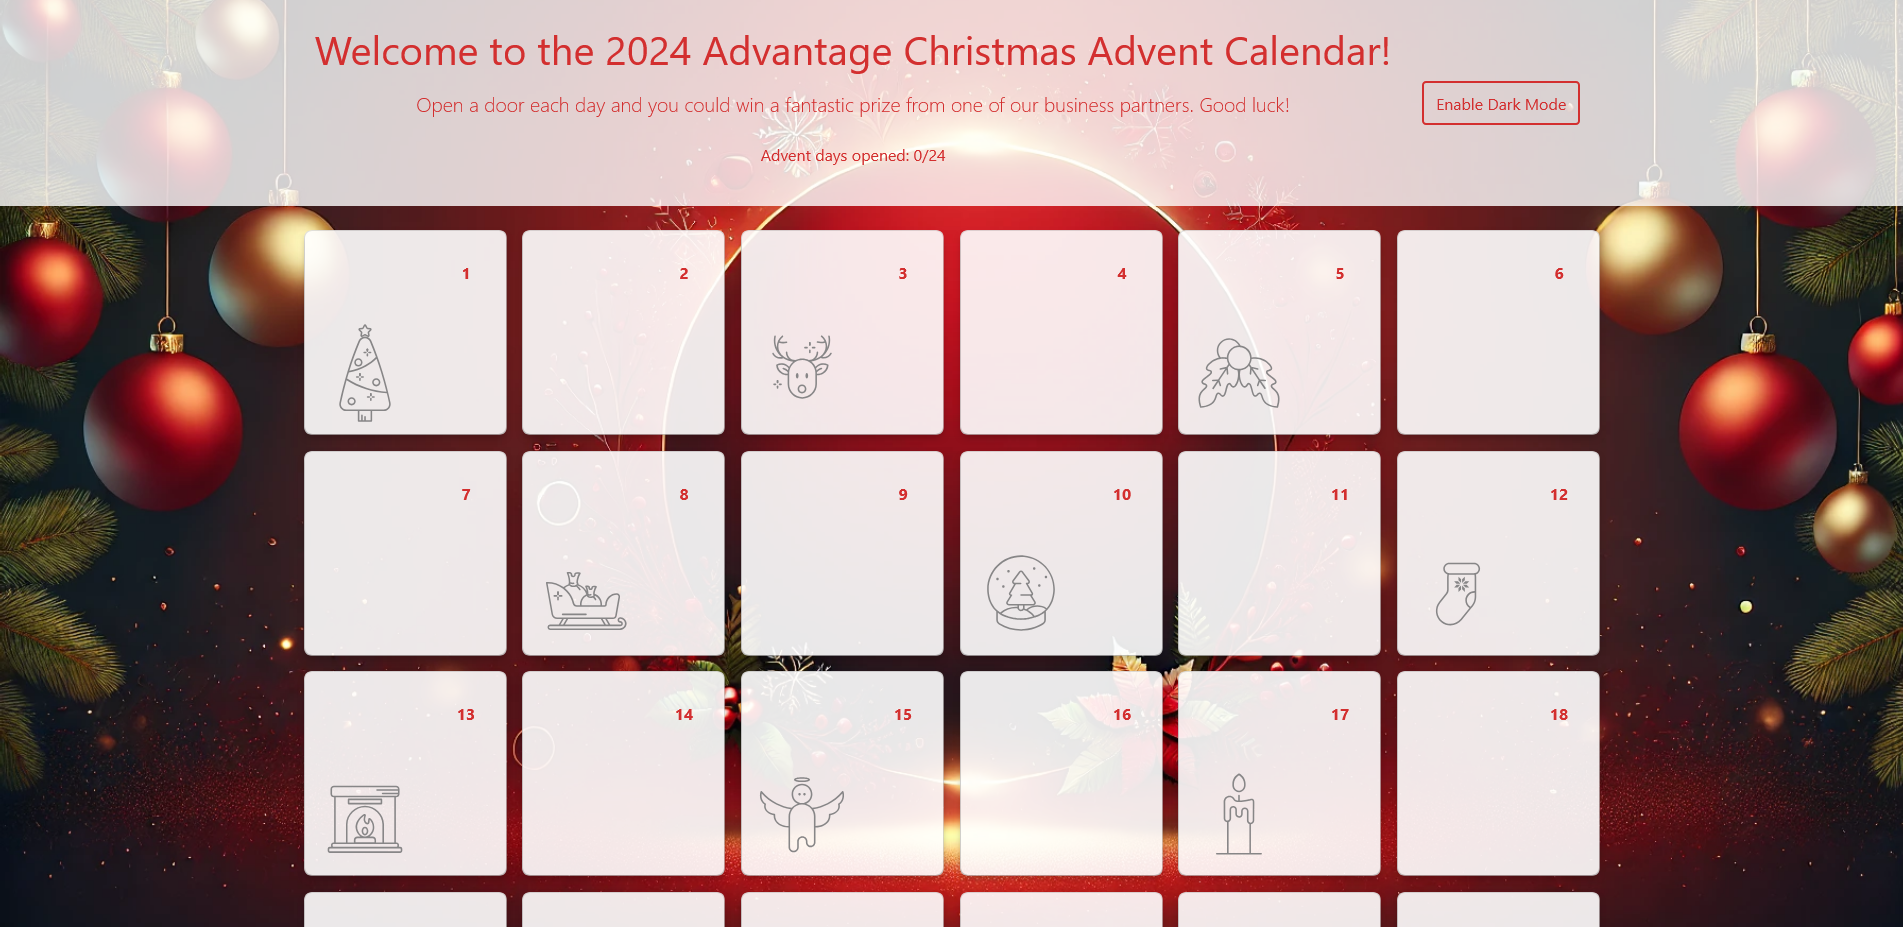 Welcome to the 2024 Advantage Christmas Advent Calendar!
Open a door each day and you could win a fantastic prize from one of our business partners. Good luck!
Enable Dark Mode
Advent days opened: 0/24
1 2 3 4 5 6
7 8 9 10 11 12
13 14 15 16 17 18